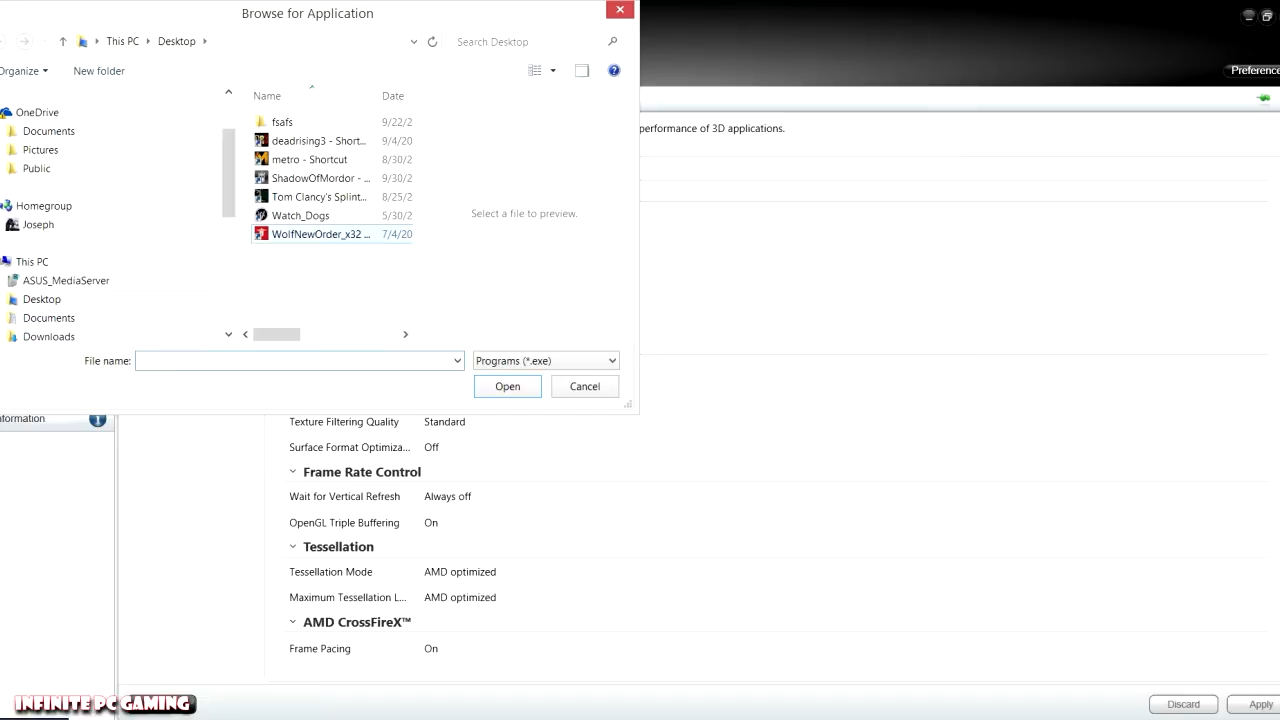 Browse for Application
This PC
Desktop
Search Desktop
Organize
New folder
Preference
OneDrive
Documents
Pictures
Public
Homegroup
Joseph
This PC
ASUS_MediaServer
Desktop
Documents
Downloads
Name
Date
fsafs 9/22/2
deadrising3 - Short... 9/4/20
metro - Shortcut 8/30/2
ShadowOfMordor - ... 9/30/2
Tom Clancy's Splint... 8/25/2
Watch_Dogs 5/30/2
WolfNewOrder_x32 ... 7/4/20
Select a file to preview.
performance of 3D applications.
File name:
Programs (*.exe)
Open
Cancel
nformation
Texture Filtering Quality Standard
Surface Format Optimiza... Off
Frame Rate Control
Wait for Vertical Refresh Always off
OpenGL Triple Buffering On
Tessellation
Tessellation Mode AMD optimized
Maximum Tessellation L... AMD optimized
AMD CrossFireX™
Frame Pacing On
INFINITE PC GAMING
Discard
Apply